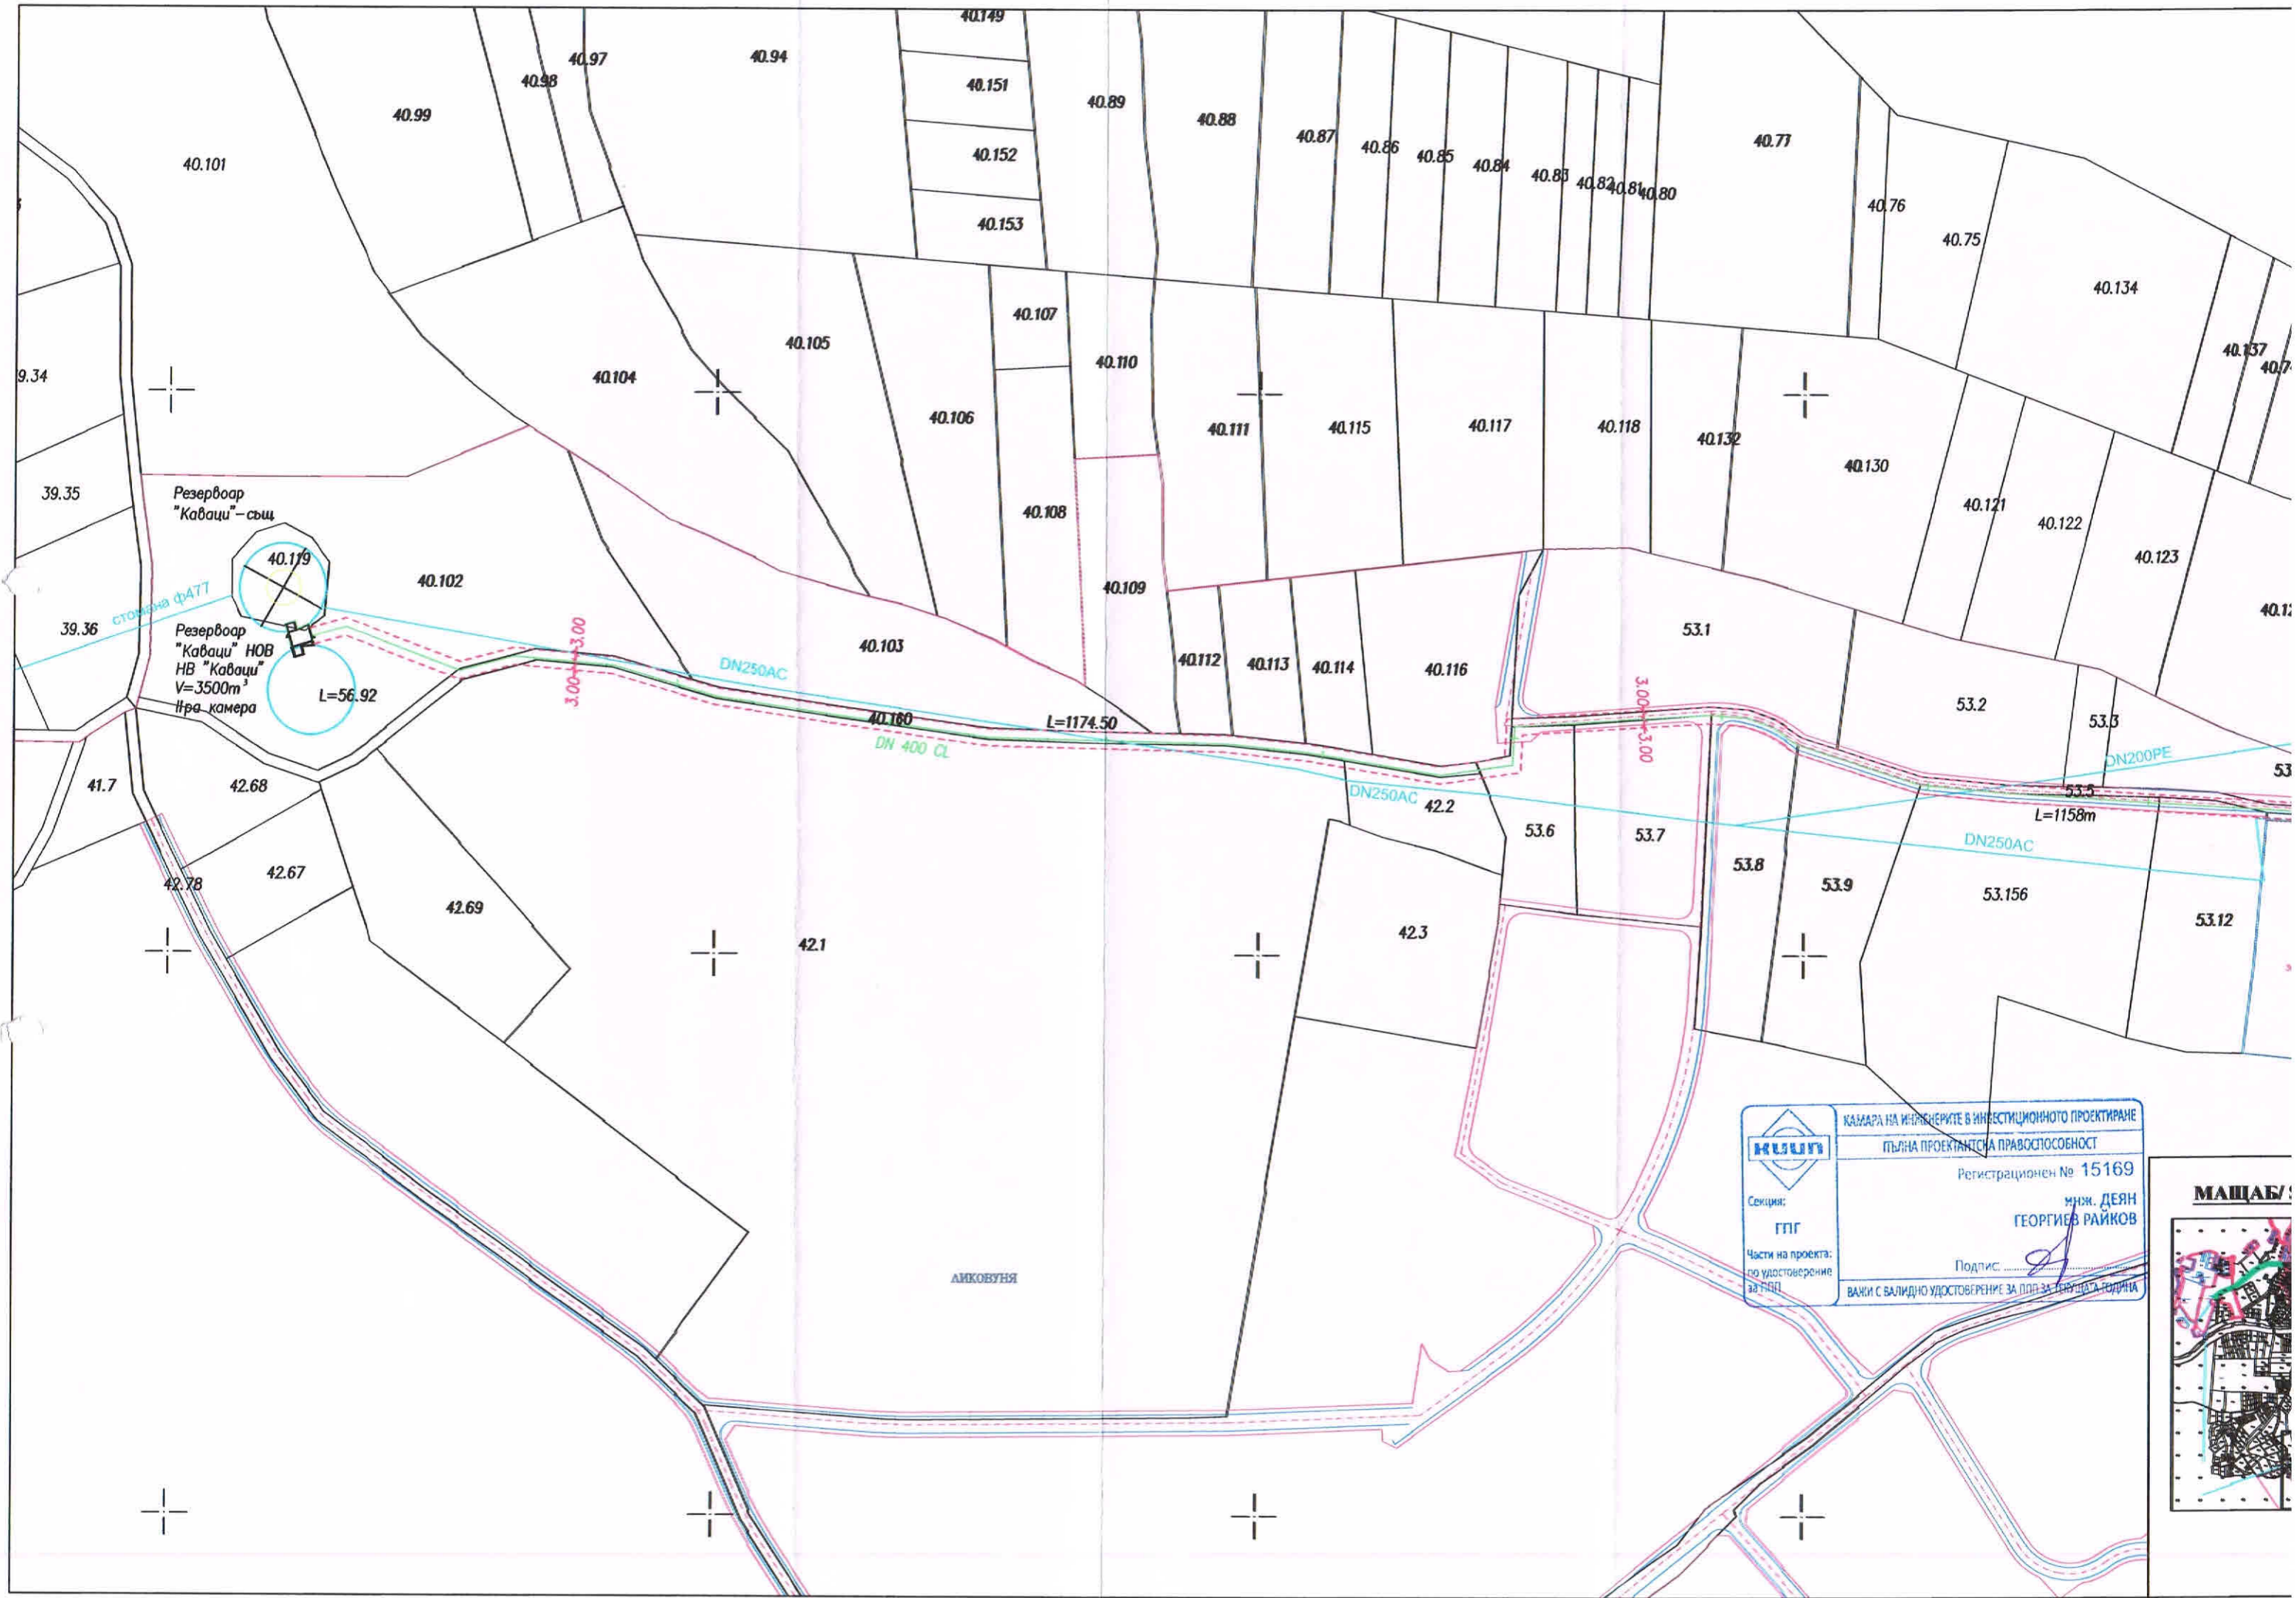 40.149
40.97
40.94
40.98
40.151
40.89
40.99
40.88
40.87
40.77
40.86
40.152
40.85
40.101
40.84
40.83
40.82
40.81
40.80
40.76
40.153
40.75
40.134
40.107
40.105
40.137
40.110
9.34
40.104
40.106
40.111
40.115
40.117
40.118
40.132
40.130
39.35
Резервоар
"Каваци"-същ
40.121
40.108
40.122
40.119
40.102
40.109
40.123
стомана ф477
39.36
53.1
Резервоар
"Каваци" НОВ
НВ "Каваци"
V=3500m³
IIра камера
L=56.92
3.00 3.00
40.103
DN250AC
40.112
40.113
40.114
40.116
3.00 3.00
53.2
53.3
40.160
L=1174.50
DN 400 CL
DN200PE
41.7
42.68
DN250AC
42.2
53.5
L=1158m
53.6
53.7
DN250AC
42.67
42.78
53.8
53.9
53.156
42.69
53.12
42.3
42.1
ЛИКОВУНЯ
КАМАРА НА ИНЖЕНЕРИТЕ В ИНВЕСТИЦИОННОТО ПРОЕКТИРАНЕ
ПЪЛНА ПРОЕКТАНТСКА ПРАВОСПОСОБНОСТ
КИИП
Регистрационен № 15169
Секция:
ГПГ
инж. ДЕЯН
ГЕОРГИЕВ РАЙКОВ
Части на проекта:
по удостоверение
за ППП
Подпис:
ВАЖИ С ВАЛИДНО УДОСТОВЕРЕНИЕ ЗА ППП ЗА ТЕКУЩАТА ГОДИНА
МАЩАБ/